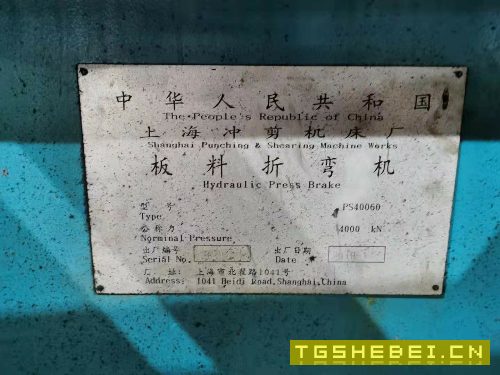 中华人民共和国
The People's Republic of China
上海冲剪机床厂
Shanghai Punching & Shearing Machine Works
板料折弯机
Hydraulic Press Brake
型号 PS40060
Type
公称力 4000 kN
Norminal Pressure
出厂编号 出厂日期
Serial No. Date
厂址: 上海市北翟路1041号
Address: 1041 Beidi Road,Shanghai,China
TGSHEBEI.CN